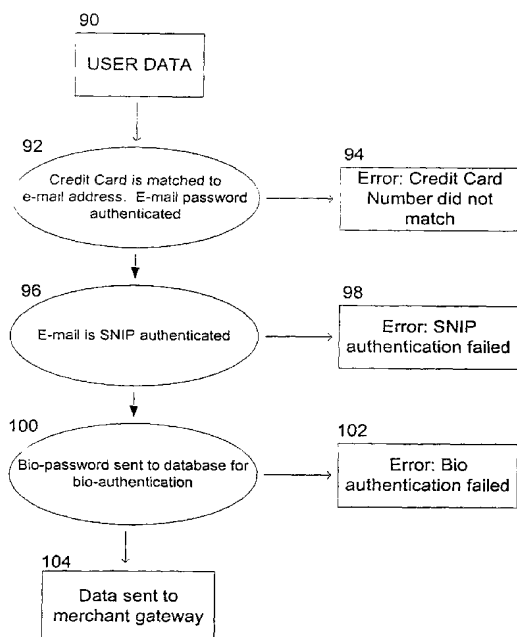 90
USER DATA
92
Credit Card is matched to
e-mail address. E-mail password
authenticated
94
Error: Credit Card
Number did not
match
96
E-mail is SNIP authenticated
98
Error: SNIP
authentication failed
100
Bio-password sent to database for
bio-authentication
102
Error: Bio
authentication failed
104
Data sent to
merchant gateway